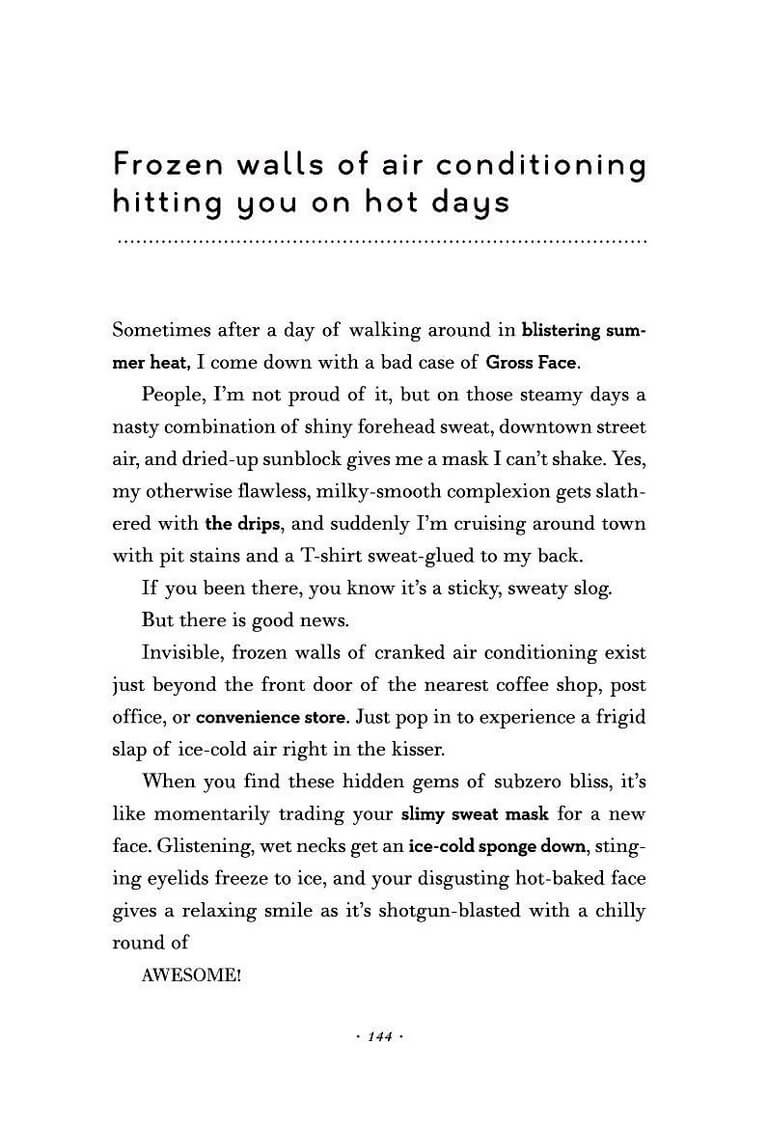 Frozen walls of air conditioning
hitting you on hot days
Sometimes after a day of walking around in blistering sum-
mer heat, I come down with a bad case of Gross Face.
People, I'm not proud of it, but on those steamy days a
nasty combination of shiny forehead sweat, downtown street
air, and dried-up sunblock gives me a mask I can't shake. Yes,
my otherwise flawless, milky-smooth complexion gets slath-
ered with the drips, and suddenly I'm cruising around town
with pit stains and a T-shirt sweat-glued to my back.
If you been there, you know it's a sticky, sweaty slog.
But there is good news.
Invisible, frozen walls of cranked air conditioning exist
just beyond the front door of the nearest coffee shop, post
office, or convenience store. Just pop in to experience a frigid
slap of ice-cold air right in the kisser.
When you find these hidden gems of subzero bliss, it's
like momentarily trading your slimy sweat mask for a new
face. Glistening, wet necks get an ice-cold sponge down, sting-
ing eyelids freeze to ice, and your disgusting hot-baked face
gives a relaxing smile as it's shotgun-blasted with a chilly
round of
AWESOME!
· 144 ·